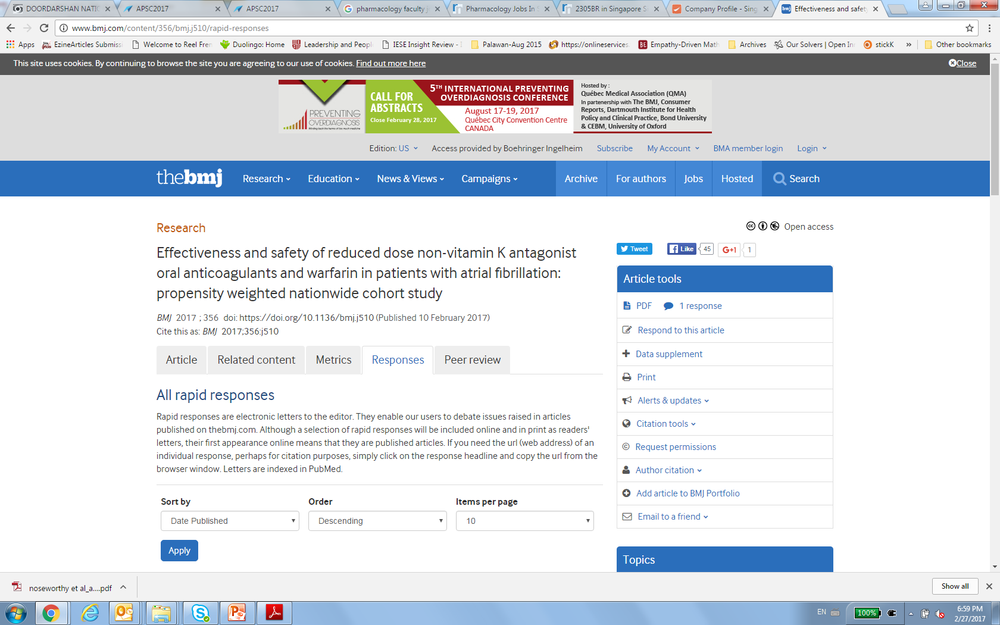 DOORDARSHAN NATIO
APSC2017
APSC2017
pharmacology faculty j
Pharmacology Jobs In S
2305BR in Singapore Si
Company Profile - Sing
Effectiveness and safety
www.bmj.com/content/356/bmj.j510/rapid-responses
Apps
EzineArticles Submissi
Welcome to Reel Fren
Duolingo: Home
Leadership and People
IESE Insight Review - I
Palawan-Aug 2015
https://onlineservices.
Empathy-Driven Math
Archives
Our Solvers | Open In
stickK
»
Other bookmarks
This site uses cookies. By continuing to browse the site you are agreeing to our use of cookies. Find out more here
Close
PREVENTING
OVERDIAGNOSIS
Winding back the harms of too much medicine
CALL FOR
ABSTRACTS
Close February 28, 2017
5TH INTERNATIONAL PREVENTING
OVERDIAGNOSIS CONFERENCE
August 17-19, 2017
Québec City Convention Centre
CANADA
Hosted by :
Québec Medical Association (QMA)
In partnership with The BMJ, Consumer
Reports, Dartmouth Institute for Health
Policy and Clinical Practice, Bond University
& CEBM, University of Oxford
Edition: US
Access provided by Boehringer Ingelheim
Subscribe
My Account
BMA member login
Login
thebmj
Research
Education
News & Views
Campaigns
Archive
For authors
Jobs
Hosted
Search
Research
Effectiveness and safety of reduced dose non-vitamin K antagonist
oral anticoagulants and warfarin in patients with atrial fibrillation:
propensity weighted nationwide cohort study
BMJ 2017 ; 356 doi: https://doi.org/10.1136/bmj.j510 (Published 10 February 2017)
Cite this as: BMJ 2017;356:j510
Article
Related content
Metrics
Responses
Peer review
All rapid responses
Rapid responses are electronic letters to the editor. They enable our users to debate issues raised in articles
published on thebmj.com. Although a selection of rapid responses will be included online and in print as readers'
letters, their first appearance online means that they are published articles. If you need the url (web address) of an
individual response, perhaps for citation purposes, simply click on the response headline and copy the url from the
browser window. Letters are indexed in PubMed.
Sort by
Date Published
Order
Descending
Items per page
10
Apply
Open access
Tweet
Like
45
G+1
1
Article tools
PDF
1 response
Respond to this article
Data supplement
Print
Alerts & updates
Citation tools
Request permissions
Author citation
Add article to BMJ Portfolio
Email to a friend
Topics
noseworthy et al_a....pdf
Show all
EN
100%
6:59 PM
2/27/2017